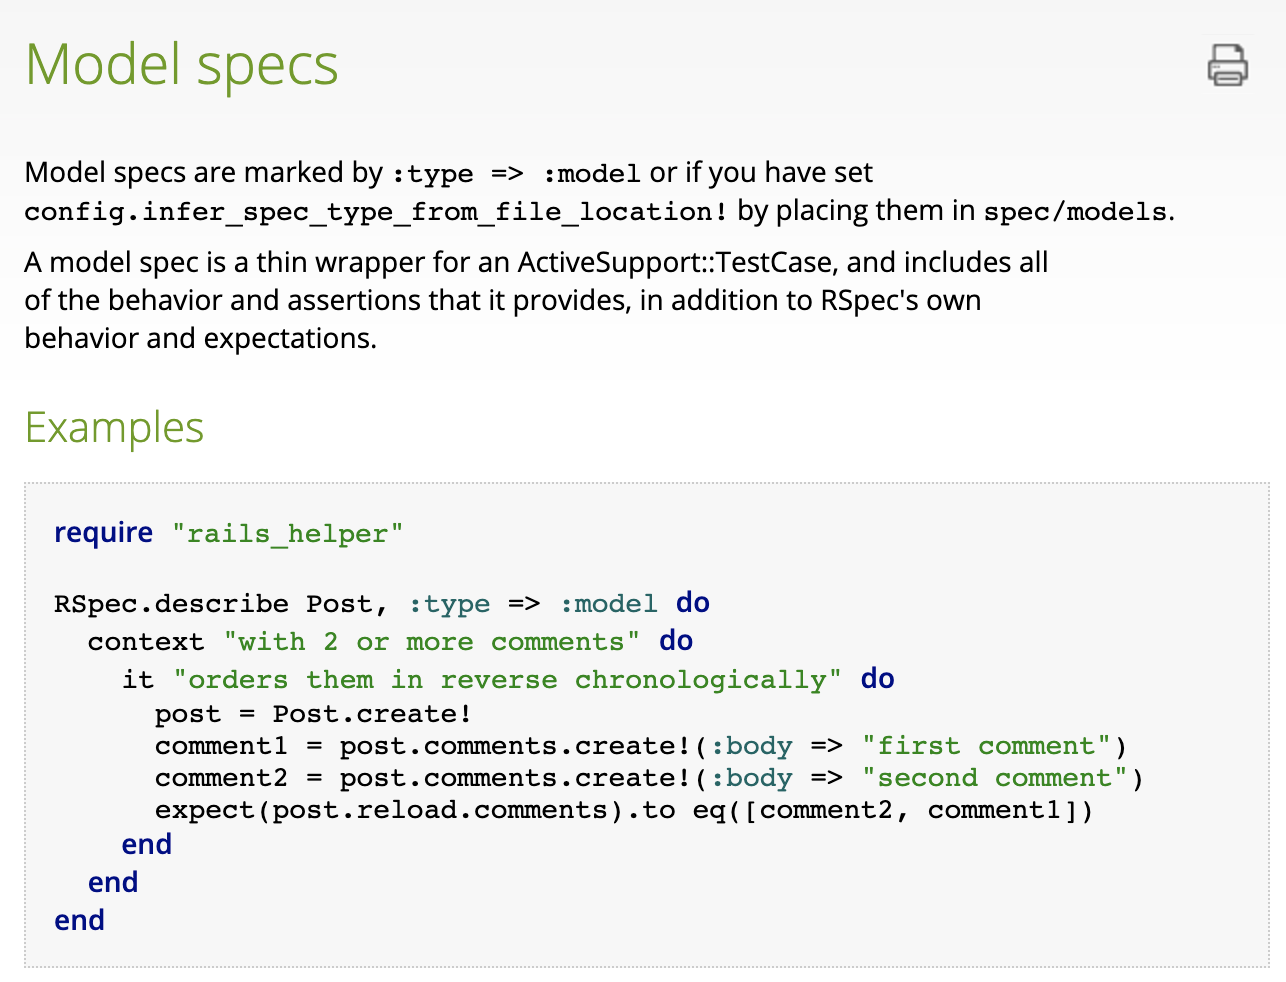 Model specs
Model specs are marked by :type => :model or if you have set
config.infer_spec_type_from_file_location! by placing them in spec/models.
A model spec is a thin wrapper for an ActiveSupport::TestCase, and includes all
of the behavior and assertions that it provides, in addition to RSpec's own
behavior and expectations.
Examples
require "rails_helper"
RSpec.describe Post, :type => :model do
  context "with 2 or more comments" do
    it "orders them in reverse chronologically" do
      post = Post.create!
      comment1 = post.comments.create!(:body => "first comment")
      comment2 = post.comments.create!(:body => "second comment")
      expect(post.reload.comments).to eq([comment2, comment1])
    end
  end
end